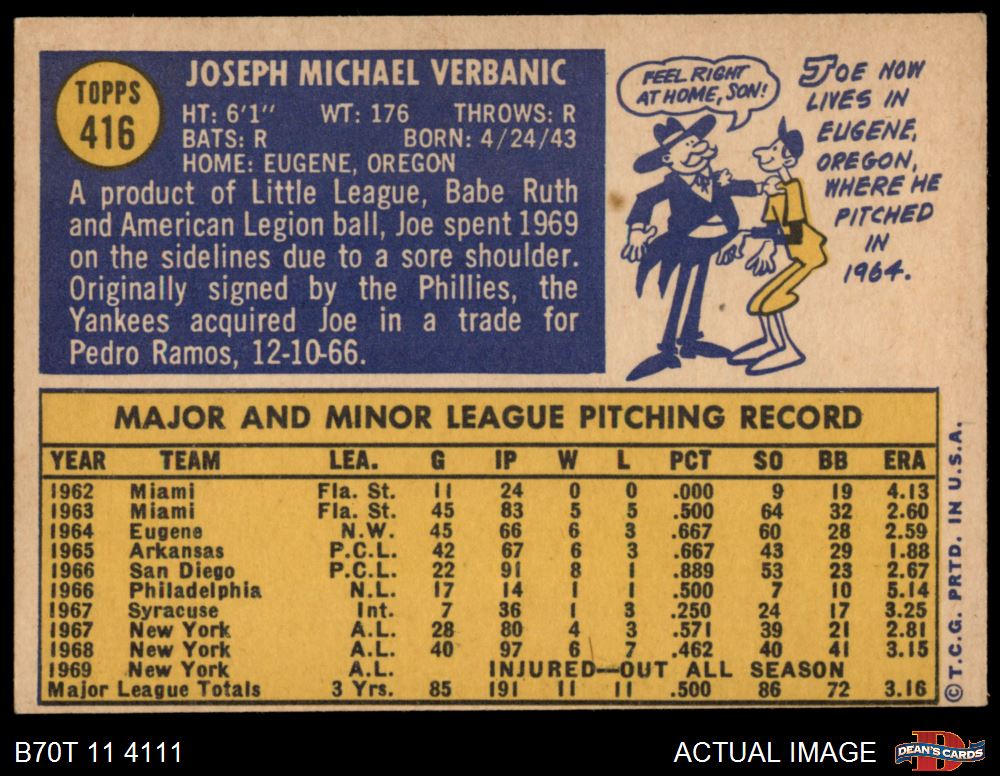 TOPPS
416
JOSEPH MICHAEL VERBANIC
HT: 6'1" WT: 176 THROWS: R
BATS: R BORN: 4/24/43
HOME: EUGENE, OREGON
A product of Little League, Babe Ruth
and American Legion ball, Joe spent 1969
on the sidelines due to a sore shoulder.
Originally signed by the Phillies, the
Yankees acquired Joe in a trade for
Pedro Ramos, 12-10-66.
FEEL RIGHT
AT HOME, SON!
JOE NOW
LIVES IN
EUGENE,
OREGON,
WHERE HE
PITCHED
IN
1964.
MAJOR AND MINOR LEAGUE PITCHING RECORD
YEAR TEAM LEA. G IP W L PCT SO BB ERA
1962 Miami Fla. St. 11 24 0 0 .000 9 19 4.13
1963 Miami Fla. St. 45 83 5 5 .500 64 32 2.60
1964 Eugene N.W. 45 66 6 3 .667 60 28 2.59
1965 Arkansas P.C.L. 42 67 6 3 .667 43 29 1.88
1966 San Diego P.C.L. 22 91 8 1 .889 53 23 2.67
1966 Philadelphia N.L. 17 14 1 1 .500 7 10 5.14
1967 Syracuse Int. 7 36 1 3 .250 24 17 3.25
1967 New York A.L. 28 80 4 3 .571 39 21 2.81
1968 New York A.L. 40 97 6 7 .462 40 41 3.15
1969 New York A.L. INJURED—OUT ALL SEASON
Major League Totals 3 Yrs. 85 191 11 11 .500 86 72 3.16
© T.C.G. PRTD. IN U.S.A.
B70T 11 4111
ACTUAL IMAGE
D
DEAN'S CARDS